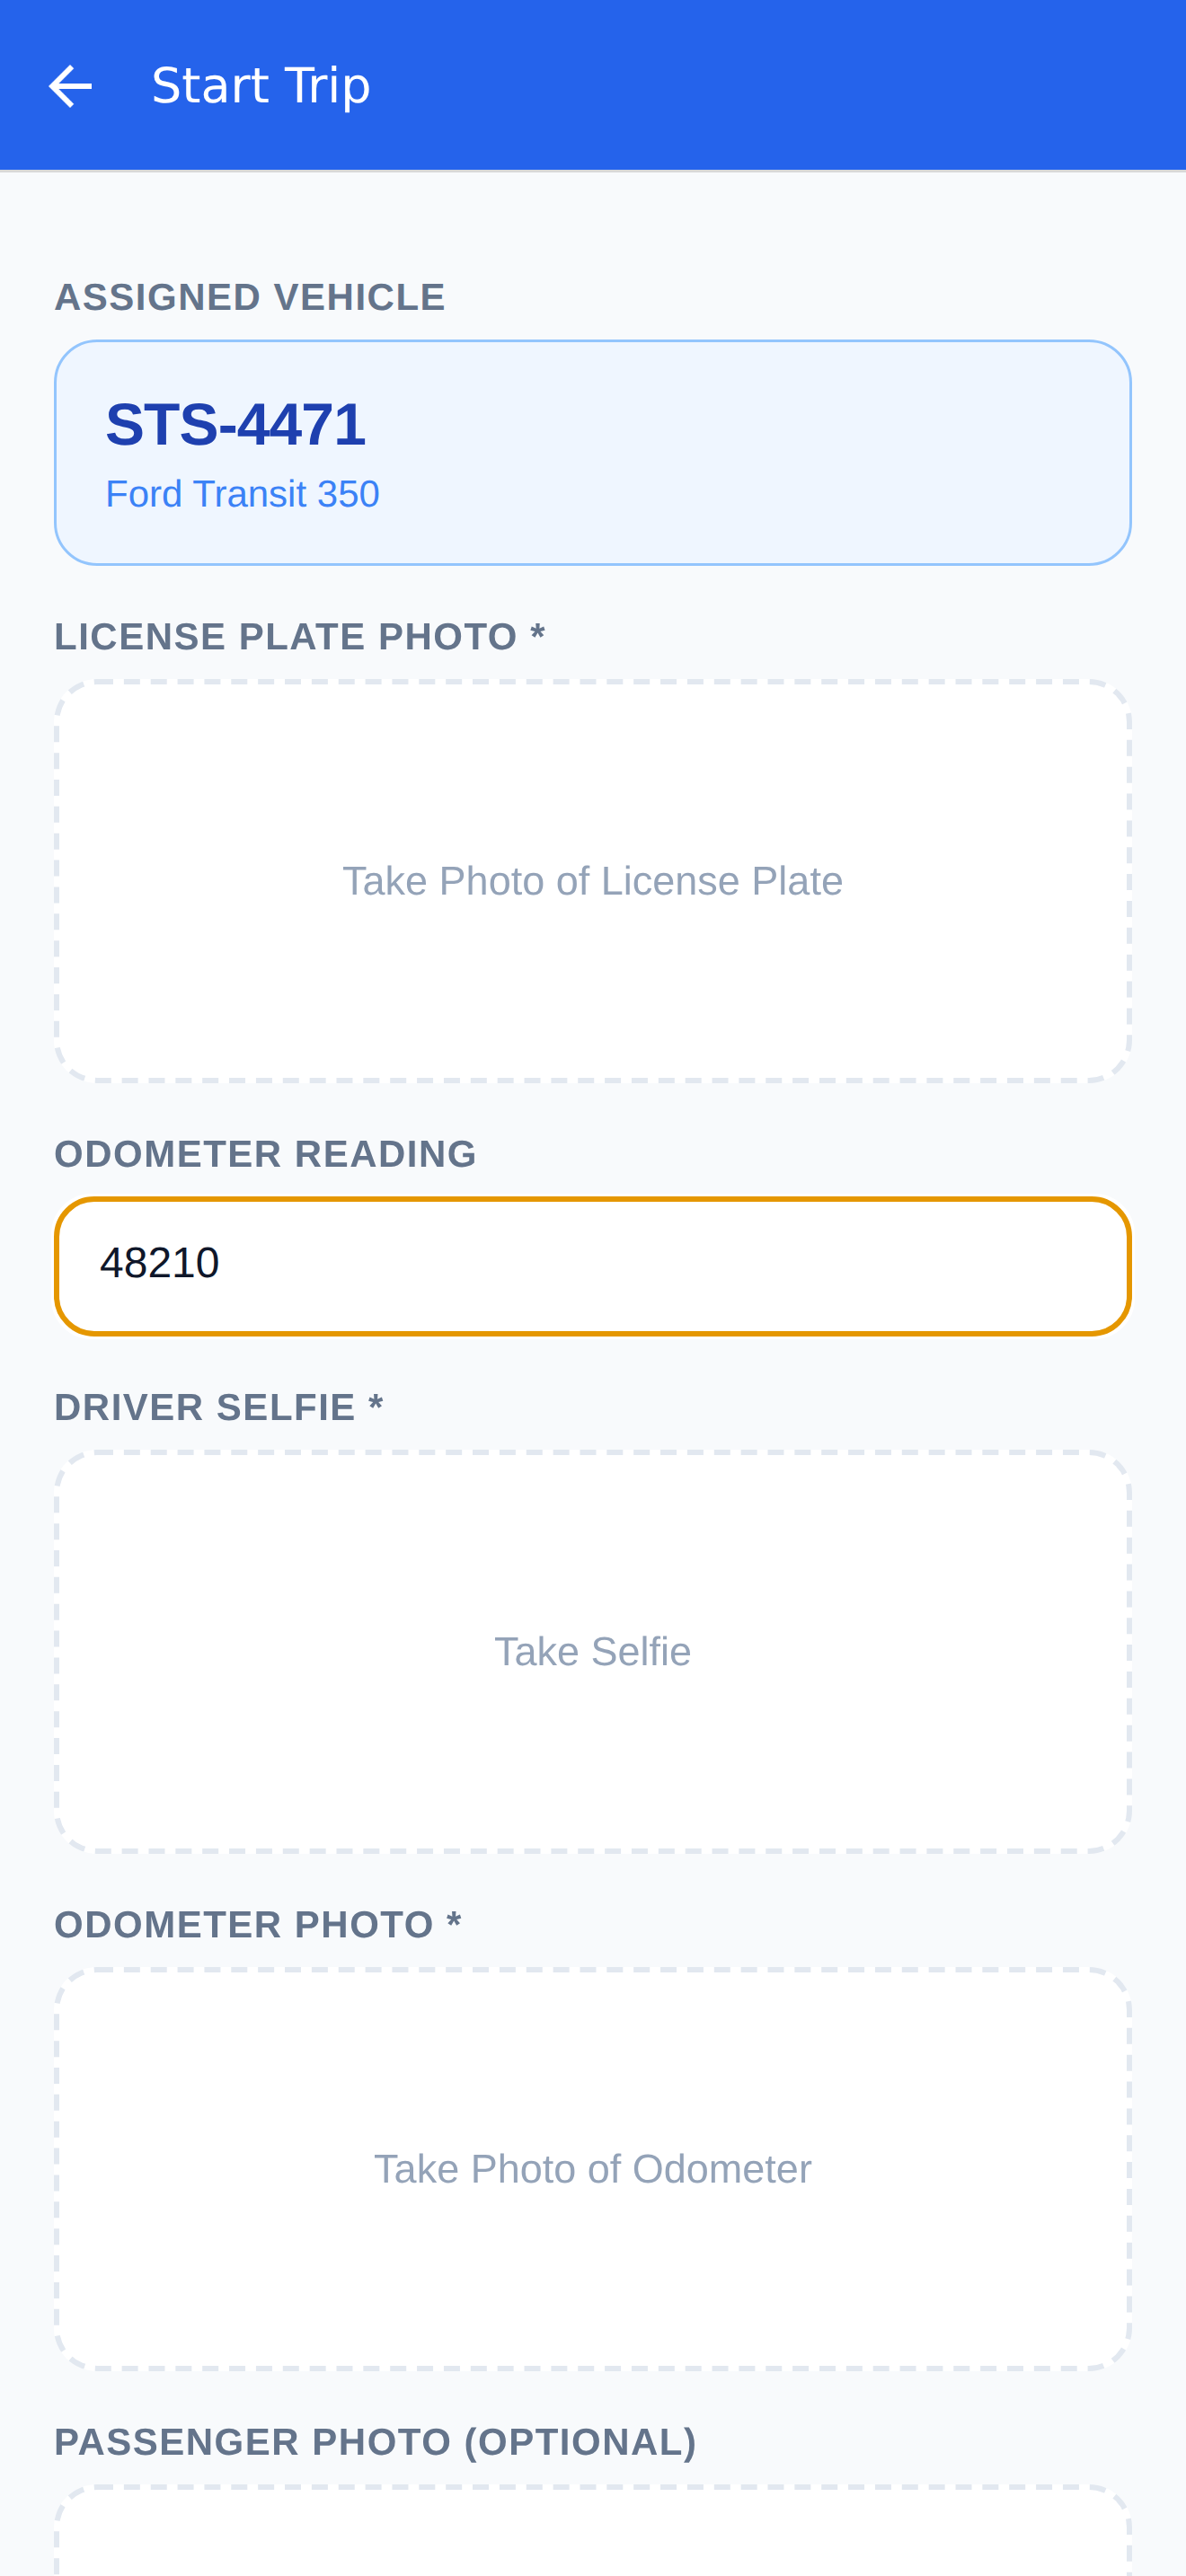 Start Trip
ASSIGNED VEHICLE
STS-4471
Ford Transit 350
LICENSE PLATE PHOTO *
Take Photo of License Plate
ODOMETER READING
48210
DRIVER SELFIE *
Take Selfie
ODOMETER PHOTO *
Take Photo of Odometer
PASSENGER PHOTO (OPTIONAL)